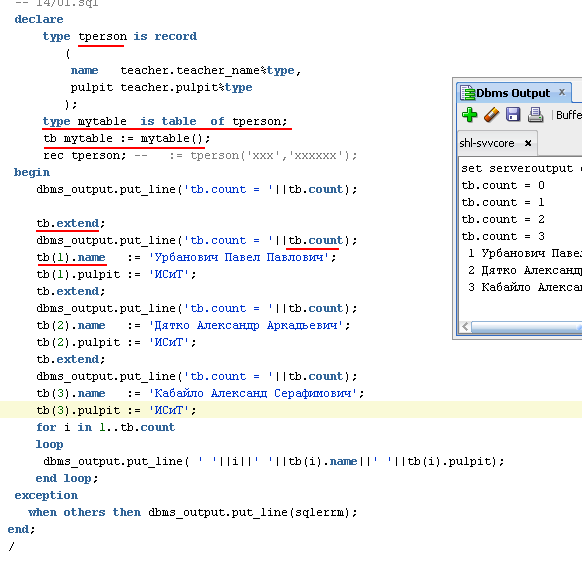 -- 14/01.sql
declare
type tperson is record
(
name teacher.teacher_name%type,
pulpit teacher.pulpit%type
);
type mytable is table of tperson;
tb mytable := mytable();
rec tperson; -- := tperson('xxx','xxxxxx');
begin
dbms_output.put_line('tb.count = '||tb.count);
tb.extend;
dbms_output.put_line('tb.count = '||tb.count);
tb(1).name := 'Урбанович Павел Павлович';
tb(1).pulpit := 'ИСиТ';
tb.extend;
dbms_output.put_line('tb.count = '||tb.count);
tb(2).name := 'Дятко Александр Аркадьевич';
tb(2).pulpit := 'ИСиТ';
tb.extend;
dbms_output.put_line('tb.count = '||tb.count);
tb(3).name := 'Кабайло Александ Серафимович';
tb(3).pulpit := 'ИСиТ';
for i in 1..tb.count
loop
dbms_output.put_line( ' '||i||' '||tb(i).name||' '||tb(i).pulpit);
end loop;
exception
when others then dbms_output.put_line(sqlerrm);
end;
/
Dbms Output
Buffe
shl-svvcore
set serveroutput
tb.count = 0
tb.count = 1
tb.count = 2
tb.count = 3
1 Урбанович Павел
2 Дятко Александр
3 Кабайло Алекса